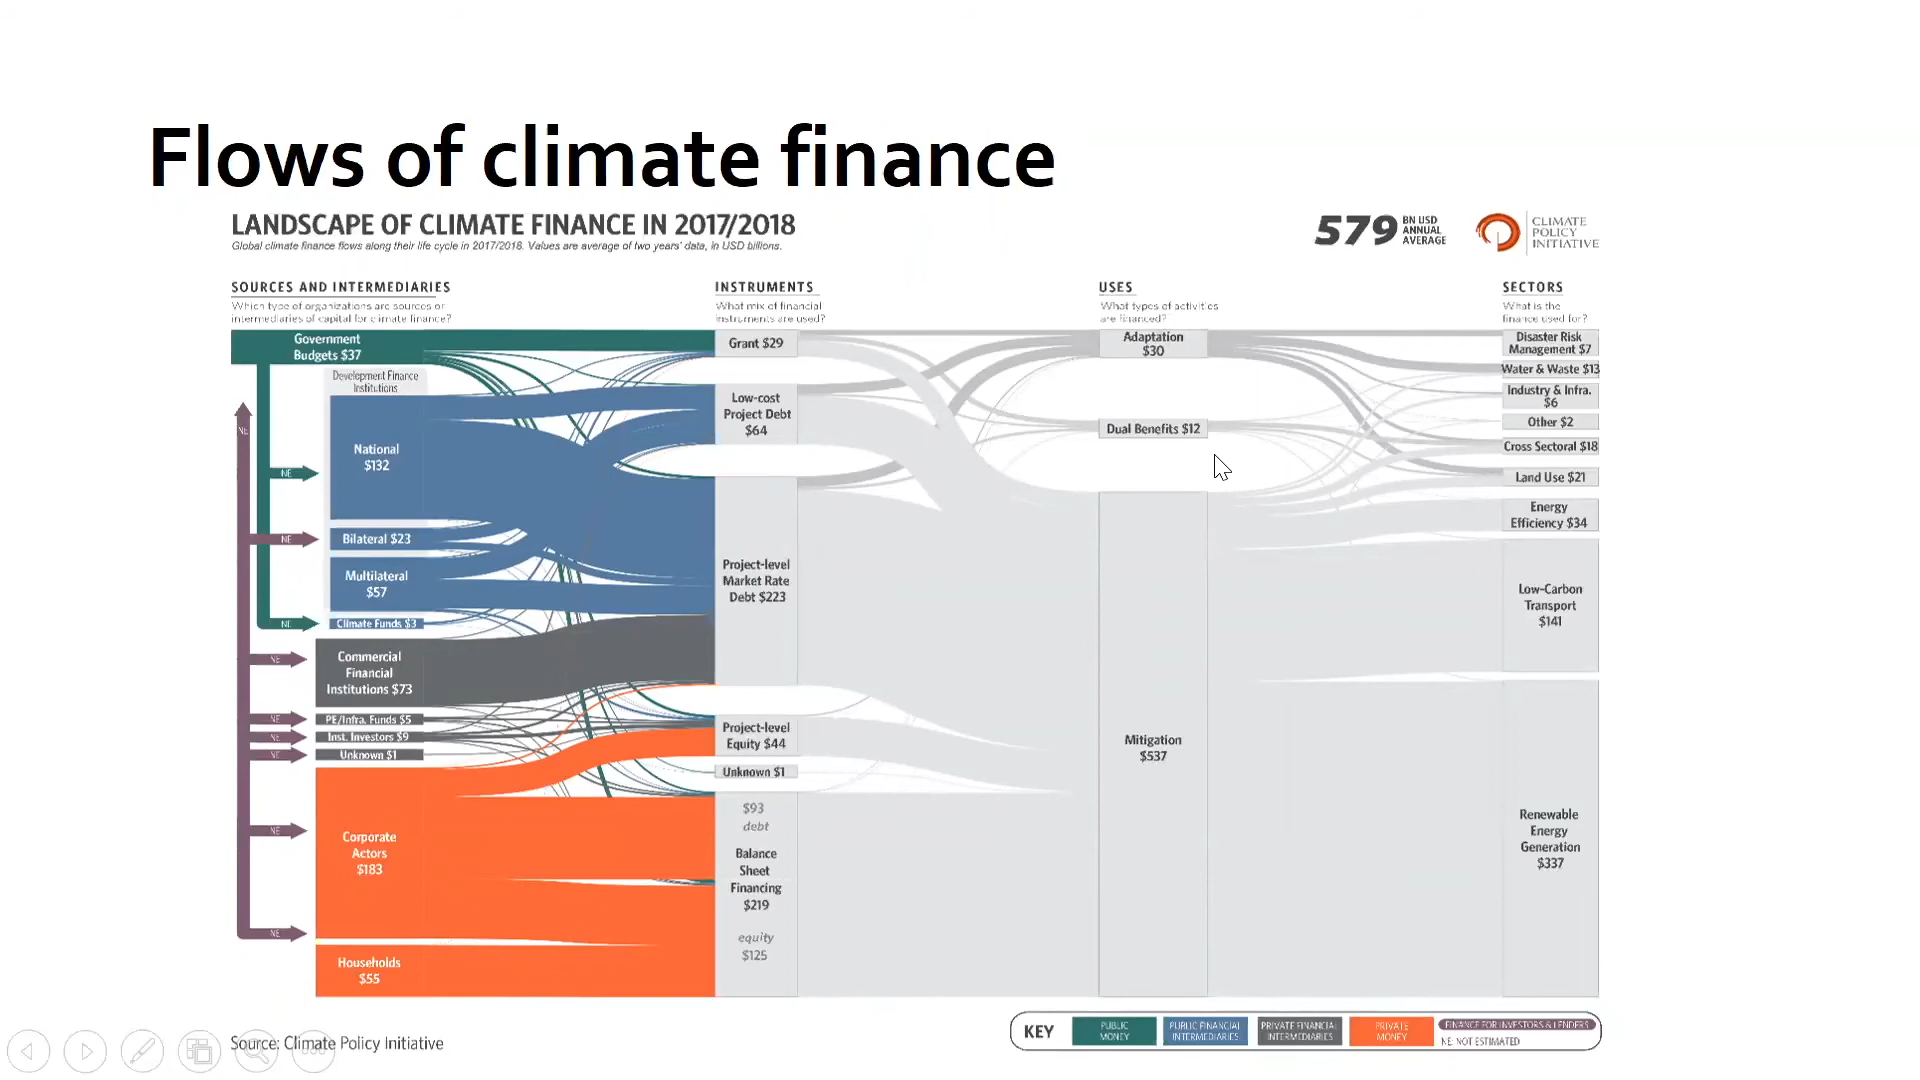 Flows of climate finance
LANDSCAPE OF CLIMATE FINANCE IN 2017/2018
Global climate finance flows along their life cycle in 2017/2018. Values are average of two years' data, in USD billions.
579 BN USD
ANNUAL
AVERAGE
CLIMATE
POLICY
INITIATIVE
SOURCES AND INTERMEDIARIES
Which type of organizations are sources or
intermediaries of capital for climate finance?
INSTRUMENTS
What mix of financial
instruments are used?
USES
What types of activities
are financed?
SECTORS
What is the
finance used for?
Government
Budgets $37
Development Finance
Institutions
National
$132
Bilateral $23
Multilateral
$57
Climate Funds $3
Commercial
Financial
Institutions $73
PE/Infra. Funds $5
Inst. Investors $9
Unknown $1
Corporate
Actors
$183
Households
$55
NE
NE
NE
NE
NE
NE
NE
NE
NE
NE
Grant $29
Low-cost
Project Debt
$64
Project-level
Market Rate
Debt $223
Project-level
Equity $44
Unknown $1
$93
debt
Balance
Sheet
Financing
$219
equity
$125
Adaptation
$30
Dual Benefits $12
Mitigation
$537
Disaster Risk
Management $7
Water & Waste $13
Industry & Infra.
$6
Other $2
Cross Sectoral $18
Land Use $21
Energy
Efficiency $34
Low-Carbon
Transport
$141
Renewable
Energy
Generation
$337
Source: Climate Policy Initiative
KEY
PUBLIC
MONEY
PUBLIC FINANCIAL
INTERMEDIARIES
PRIVATE FINANCIAL
INTERMEDIARIES
PRIVATE
MONEY
FINANCE FOR INVESTORS & LENDERS
NE: NOT ESTIMATED